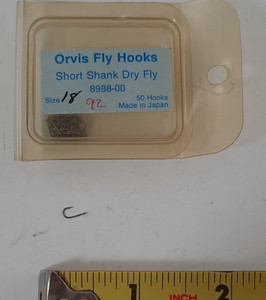 Orvis Fly Hooks
Short Shank Dry Fly
8988-00
Size 18 92 50 Hooks
Made in Japan
INCH 1 2